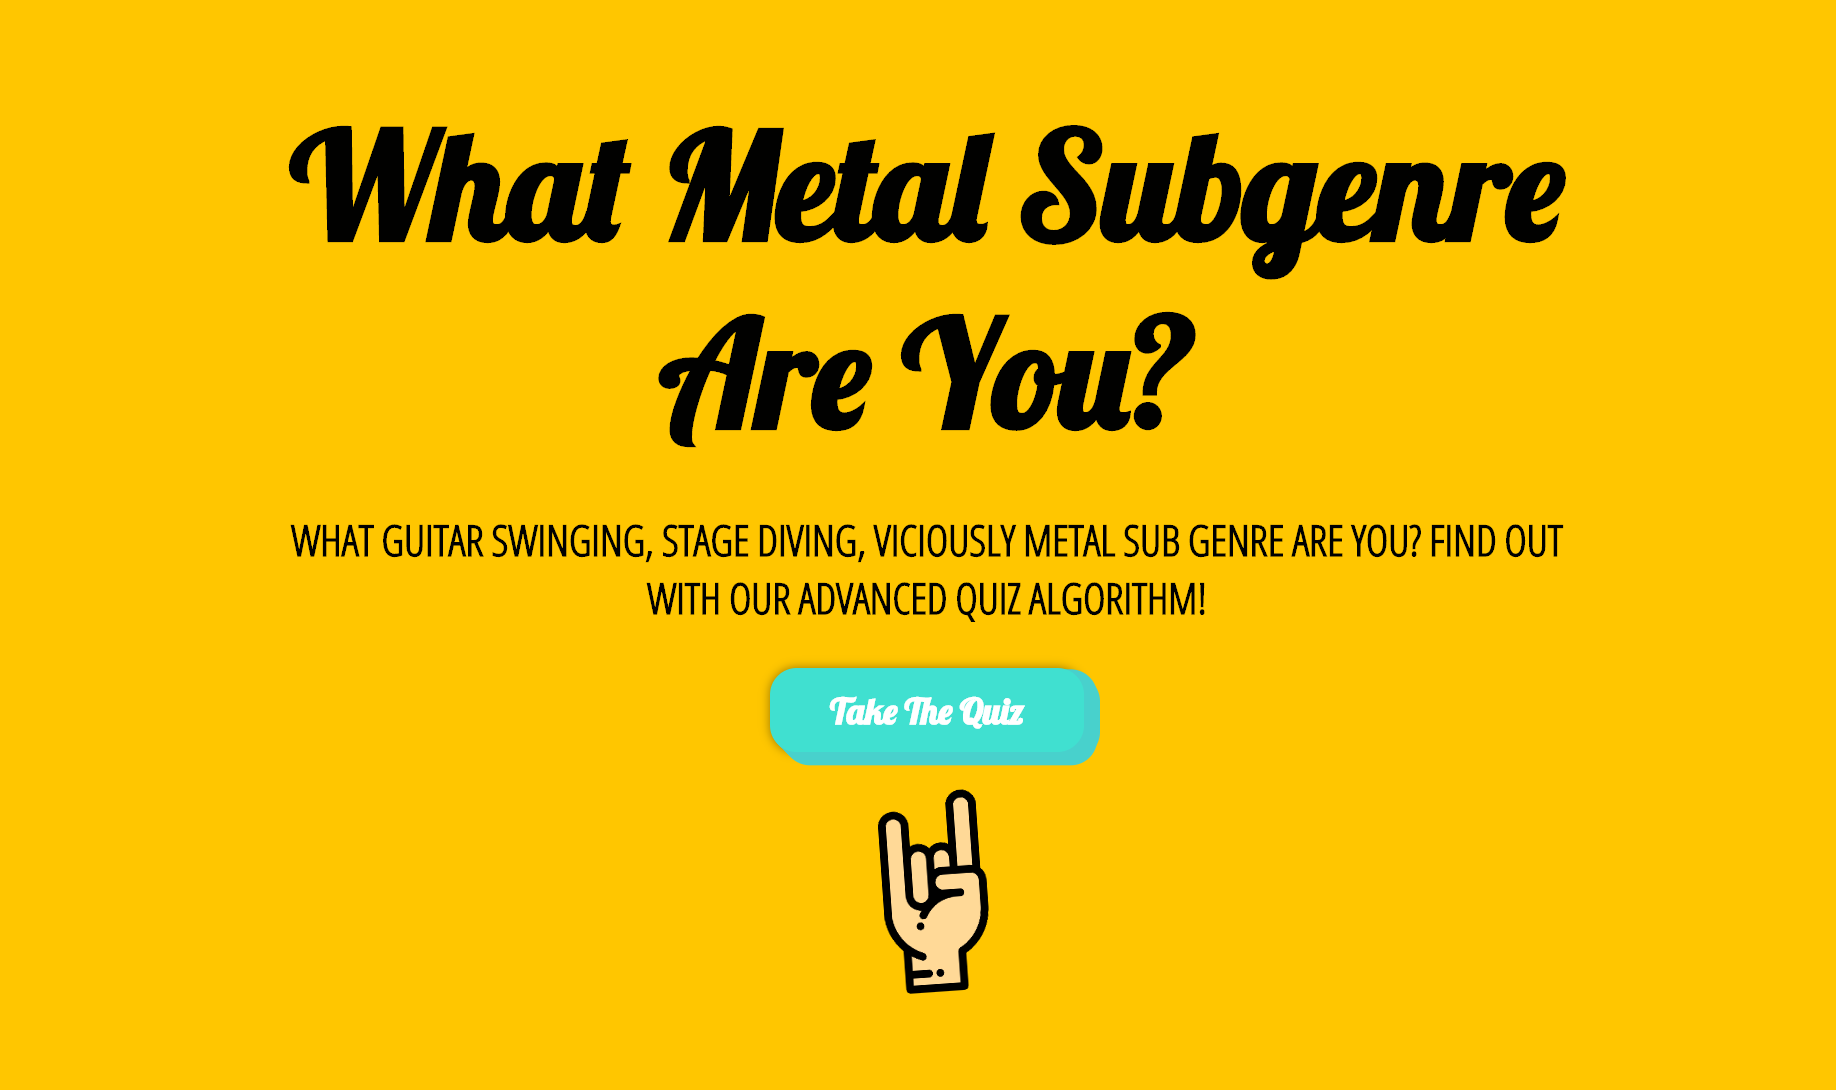 What Metal Subgenre
Are You?
WHAT GUITAR SWINGING, STAGE DIVING, VICIOUSLY METAL SUB GENRE ARE YOU? FIND OUT
WITH OUR ADVANCED QUIZ ALGORITHM!
Take The Quiz